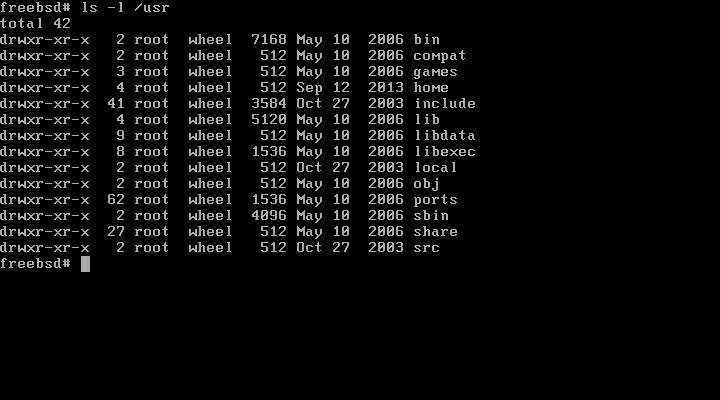 freebsd# ls -l /usr
total 42
drwxr-xr-x   2 root  wheel  7168 May 10  2006 bin
drwxr-xr-x   2 root  wheel   512 May 10  2006 compat
drwxr-xr-x   3 root  wheel   512 May 10  2006 games
drwxr-xr-x   4 root  wheel   512 Sep 12  2013 home
drwxr-xr-x  41 root  wheel  3584 Oct 27  2003 include
drwxr-xr-x   4 root  wheel  5120 May 10  2006 lib
drwxr-xr-x   9 root  wheel   512 May 10  2006 libdata
drwxr-xr-x   8 root  wheel  1536 May 10  2006 libexec
drwxr-xr-x   2 root  wheel   512 Oct 27  2003 local
drwxr-xr-x   2 root  wheel   512 May 10  2006 obj
drwxr-xr-x  62 root  wheel  1536 May 10  2006 ports
drwxr-xr-x   2 root  wheel  4096 May 10  2006 sbin
drwxr-xr-x  27 root  wheel   512 May 10  2006 share
drwxr-xr-x   2 root  wheel   512 Oct 27  2003 src
freebsd#